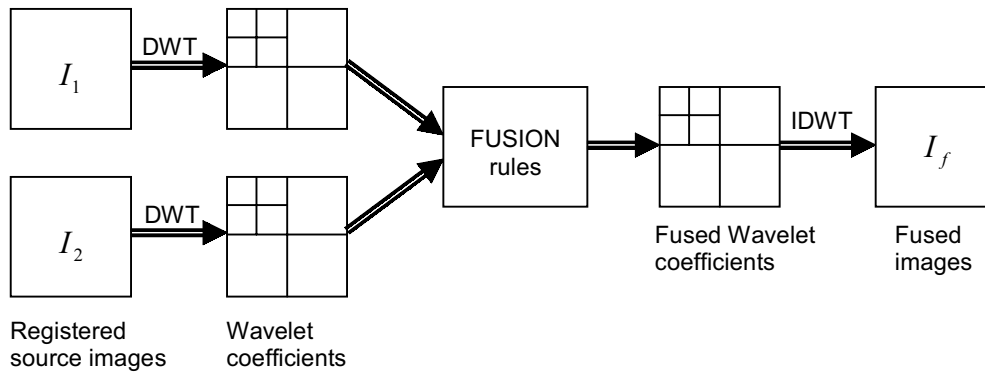 DWT
I1
DWT
I2
FUSION
rules
IDWT
If
Registered
source images
Wavelet
coefficients
Fused Wavelet
coefficients
Fused
images